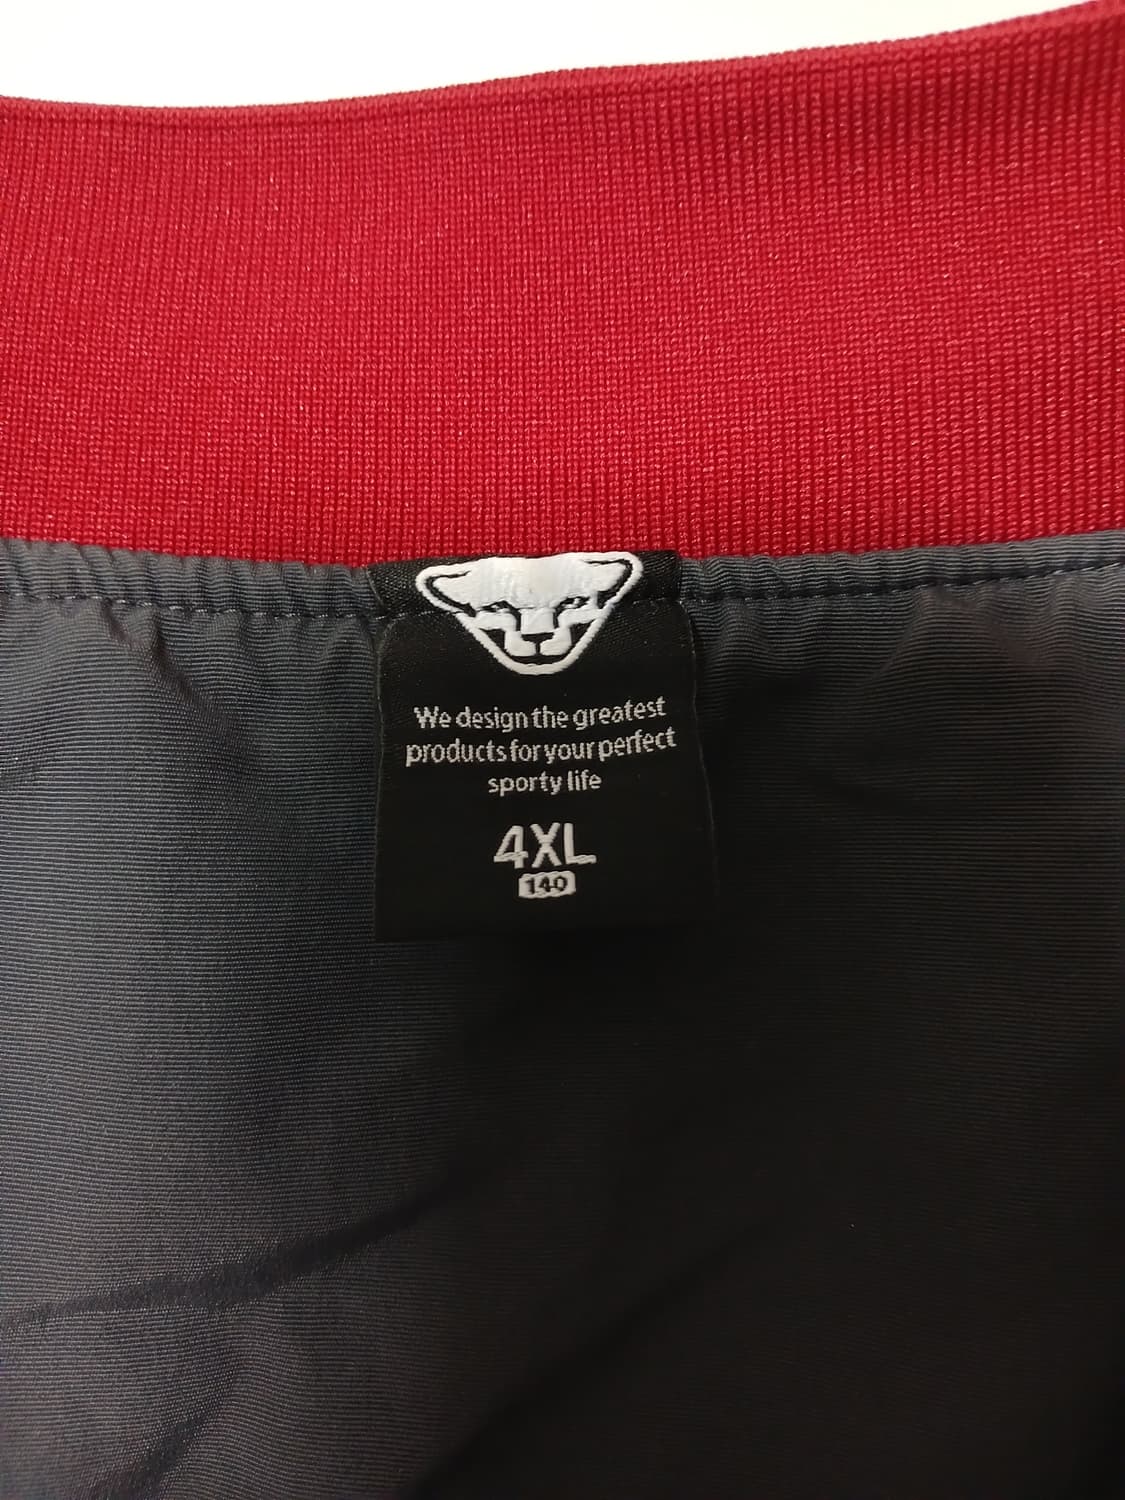 We design the greatest
products for your perfect
sporty life
4XL
140